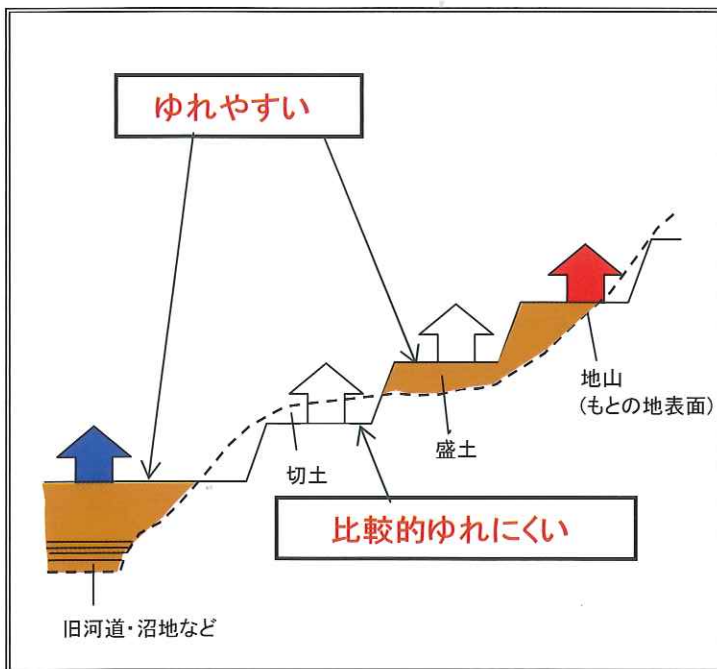 ゆれやすい
地山
(もとの地表面)
盛土
切土
比較的ゆれにくい
旧河道・沼地など